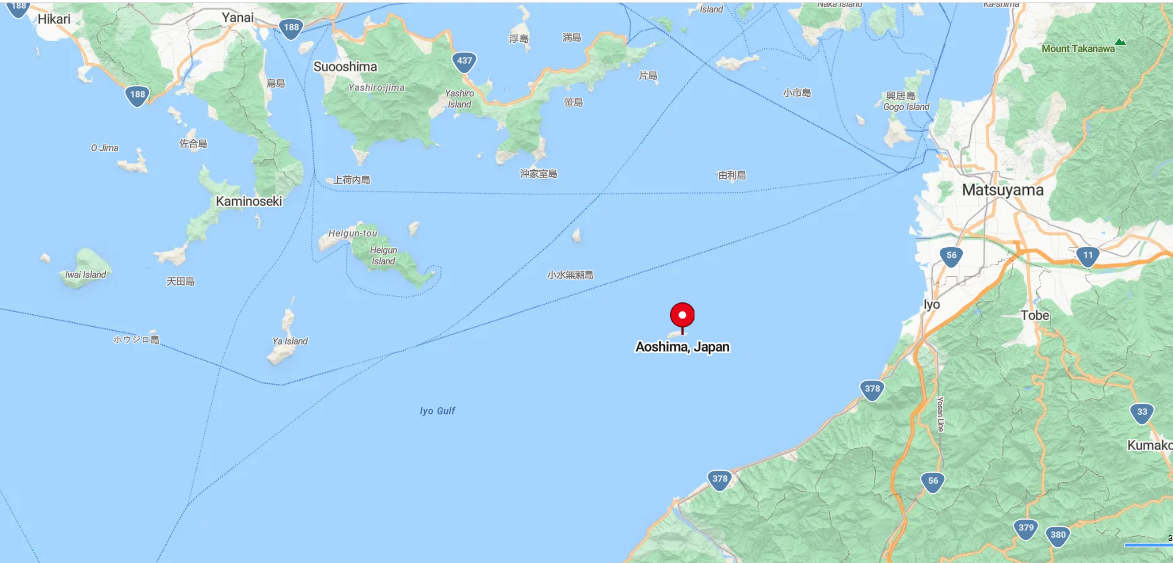 188
Hikari
Yanai
188
浮島
満島
Island
Naka Island
Ka-shima
Mount Takanawa
Suooshima
437
烏島
Yashiro-jima
Yashiro
Island
188
片島
笹島
小市島
興居島
Gogo Island
O Jima
佐合島
上荷内島
沖家室島
由利島
Matsuyama
Kaminoseki
Heigun-tou
Heigun
Island
56
11
Iwai Island
天田島
小水無瀬島
Iyo
Tobe
ホウジロ島
Ya Island
Aoshima, Japan
378
Iyo Gulf
Yosan Line
33
Kumako
378
56
379
380